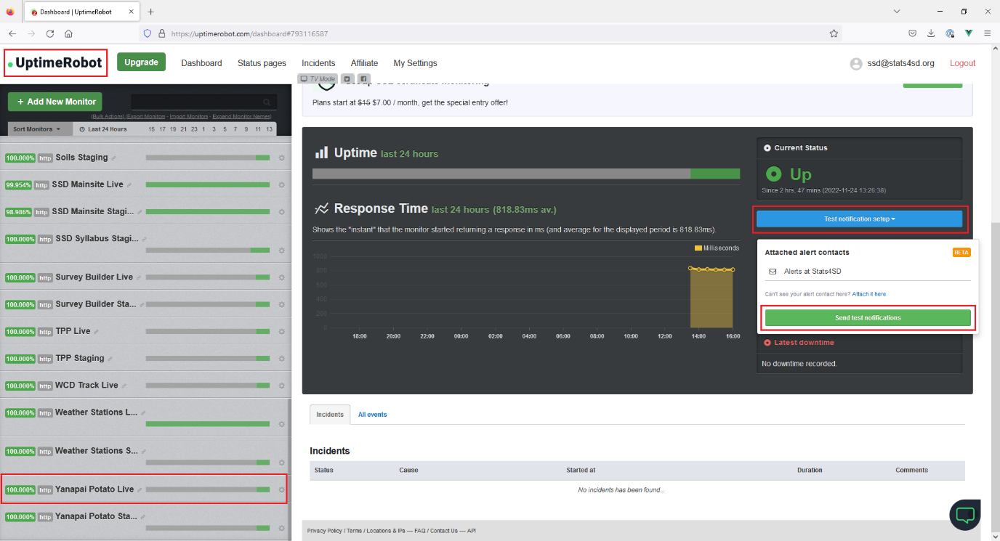 Dashboard | UptimeRobot
https://uptimerobot.com/dashboard#793116587
UptimeRobot
Upgrade
Dashboard
Status pages
Incidents
Affiliate
My Settings
ssd@stats4sd.org
Logout
TV Mode
+ Add New Monitor
(Bulk Actions) (Export Monitors - Import Monitors - Expand Monitor Names)
Sort Monitors
Last 24 Hours
15 17 19 21 23 1 3 5 7 9 11 13
100.000% http Soils Staging
99.954% http SSD Mainsite Live
98.986% http SSD Mainsite Stagi...
100.000% http SSD Syllabus Stagi...
100.000% http Survey Builder Live
100.000% http Survey Builder Sta...
100.000% http TPP Live
100.000% http TPP Staging
100.000% http WCD Track Live
100.000% http Weather Stations L...
100.000% http Weather Stations S...
100.000% http Yanapai Potato Live
100.000% http Yanapai Potato Sta...
Plans start at $15 $7.00 / month, get the special entry offer!
Uptime last 24 hours
Response Time last 24 hours (818.83ms av.)
Shows the "instant" that the monitor started returning a response in ms (and average for the displayed period is 818.83ms).
Milliseconds
1000
800
600
400
200
0
18:00 20:00 22:00 00:00 02:00 04:00 06:00 08:00 10:00 12:00 14:00 16:00
Current Status
Up
Since 2 hrs, 47 mins (2022-11-24 13:26:38)
Test notification setup
Attached alert contacts
BETA
Alerts at Stats4SD
Can't see your alert contact here? Attach it here.
Send test notifications
Latest downtime
No downtime recorded.
Incidents
All events
Incidents
Status Cause Started at Duration Comments
No incidents has been found...
Privacy Policy / Terms / Locations & IPs --- FAQ / Contact Us --- API